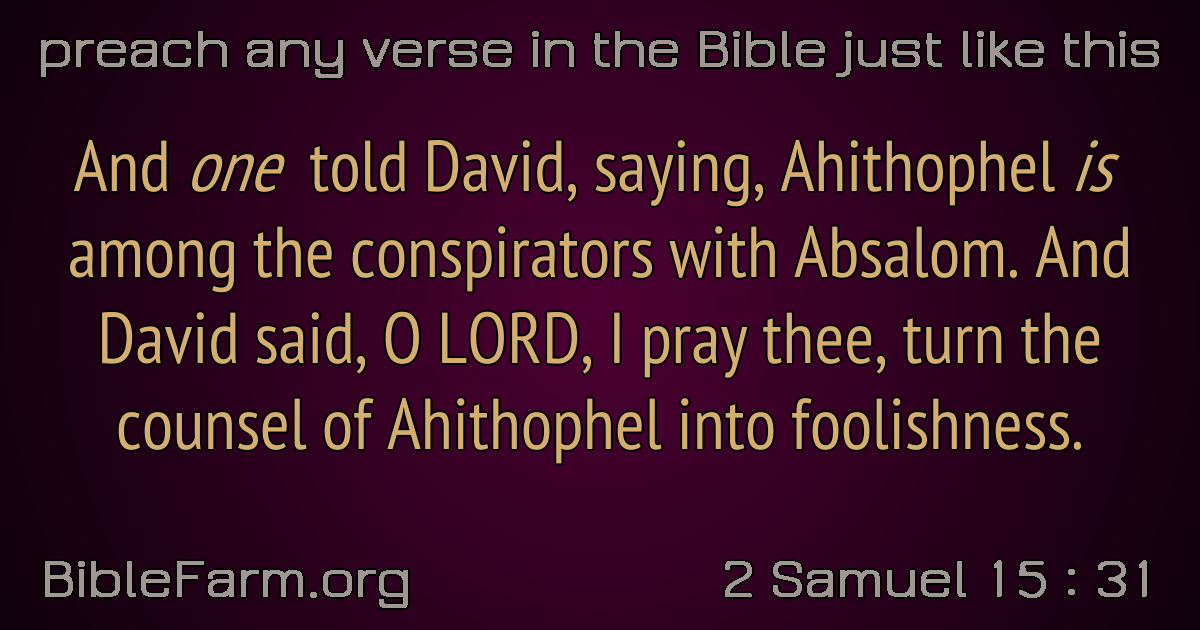 preach any verse in the Bible just like this
And one told David, saying, Ahithophel is
among the conspirators with Absalom. And
David said, O LORD, I pray thee, turn the
counsel of Ahithophel into foolishness.
BibleFarm.org 2 Samuel 15 : 31